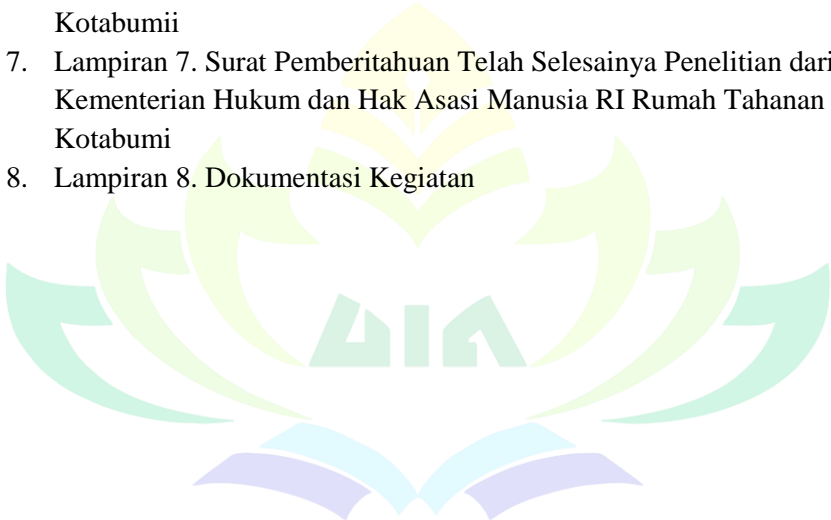 Kotabumii
7. Lampiran 7. Surat Pemberitahuan Telah Selesainya Penelitian dari
Kementerian Hukum dan Hak Asasi Manusia RI Rumah Tahanan
Kotabumi
8. Lampiran 8. Dokumentasi Kegiatan
UIN